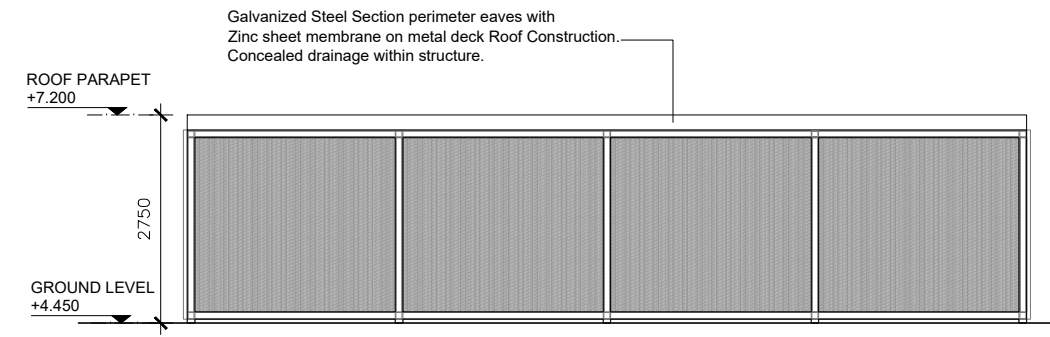 Galvanized Steel Section perimeter eaves with
Zinc sheet membrane on metal deck Roof Construction.
Concealed drainage within structure.
ROOF PARAPET
+7.200
2750
GROUND LEVEL
+4.450